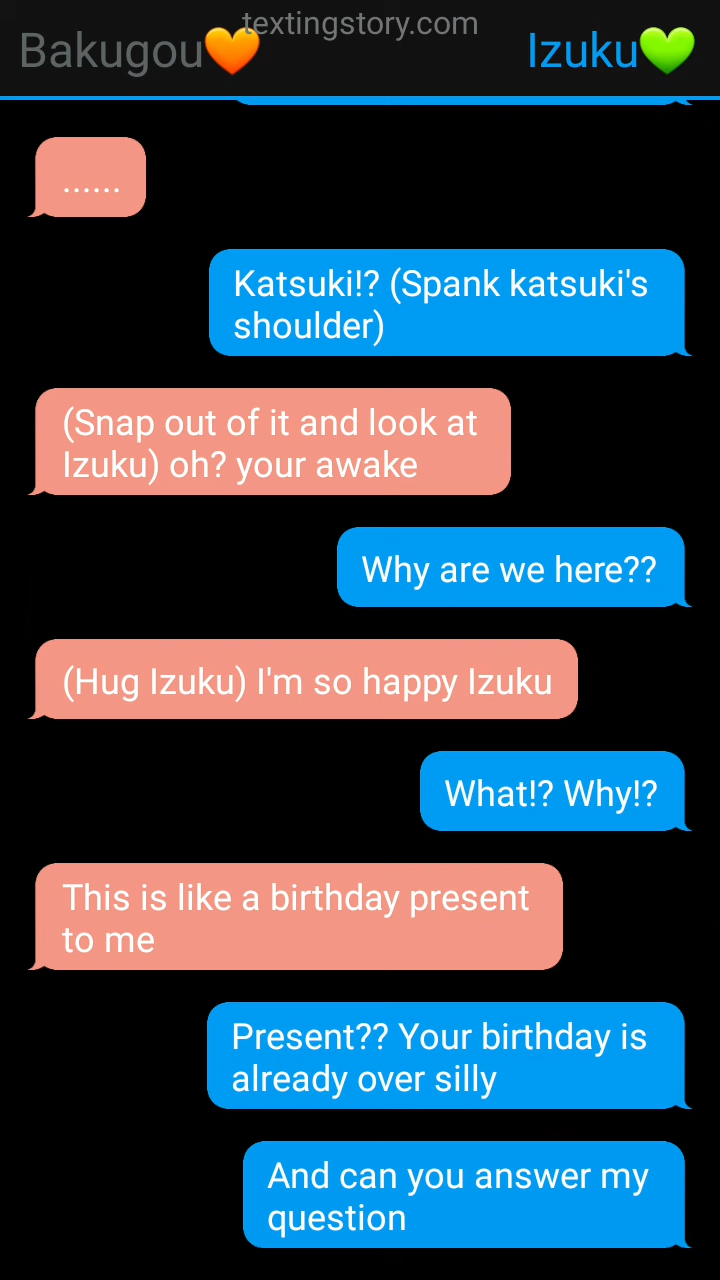 textingstory.com
Bakugou🧡 Izuku💚
......
Katsuki!? (Spank katsuki's
shoulder)
(Snap out of it and look at
Izuku) oh? your awake
Why are we here??
(Hug Izuku) I'm so happy Izuku
What!? Why!?
This is like a birthday present
to me
Present?? Your birthday is
already over silly
And can you answer my
question